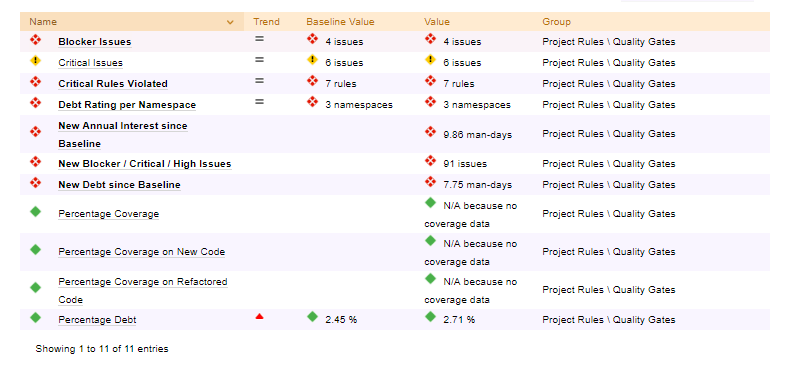 Name Trend Baseline Value Value Group
Blocker Issues = 4 issues 4 issues Project Rules \ Quality Gates
Critical Issues = 6 issues 6 issues Project Rules \ Quality Gates
Critical Rules Violated = 7 rules 7 rules Project Rules \ Quality Gates
Debt Rating per Namespace = 3 namespaces 3 namespaces Project Rules \ Quality Gates
New Annual Interest since
Baseline 9.86 man-days Project Rules \ Quality Gates
New Blocker / Critical / High Issues 91 issues Project Rules \ Quality Gates
New Debt since Baseline 7.75 man-days Project Rules \ Quality Gates
Percentage Coverage N/A because no
coverage data Project Rules \ Quality Gates
Percentage Coverage on New Code N/A because no
coverage data Project Rules \ Quality Gates
Percentage Coverage on Refactored
Code N/A because no
coverage data Project Rules \ Quality Gates
Percentage Debt 2.45 % 2.71 % Project Rules \ Quality Gates
Showing 1 to 11 of 11 entries